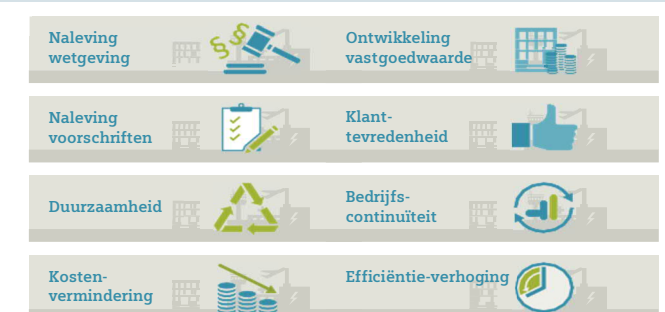 Naleving
wetgeving
Ontwikkeling
vastgoedwaarde
Naleving
voorschriften
Klant-
tevredenheid
Duurzaamheid
Bedrijfs-
continuïteit
Kosten-
vermindering
Efficiëntie-verhoging